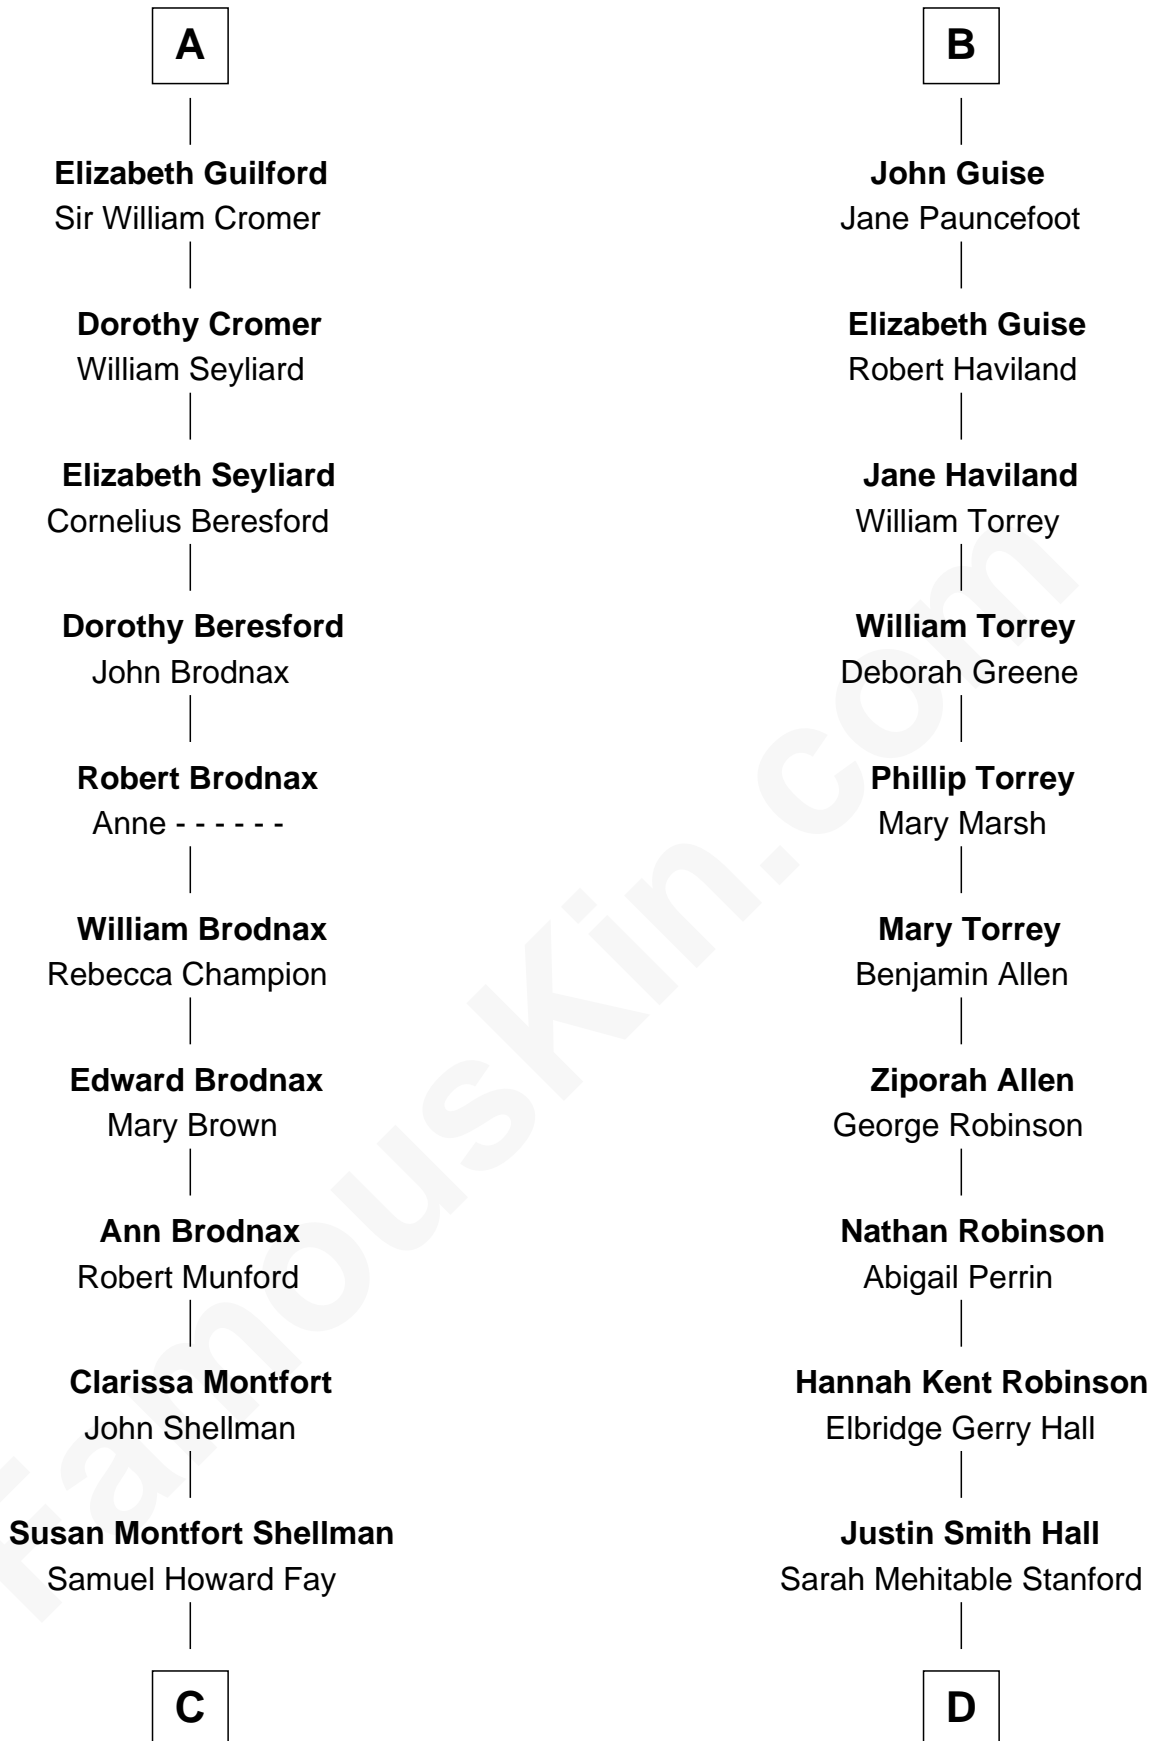 A
Elizabeth Guilford
Sir William Cromer
Dorothy Cromer
William Seyliard
Elizabeth Seyliard
Cornelius Beresford
Dorothy Beresford
John Brodnax
Robert Brodnax
Anne - - - - - -
William Brodnax
Rebecca Champion
Edward Brodnax
Mary Brown
Ann Brodnax
Robert Munford
Clarissa Montfort
John Shellman
Susan Montfort Shellman
Samuel Howard Fay
C
B
John Guise
Jane Pauncefoot
Elizabeth Guise
Robert Haviland
Jane Haviland
William Torrey
William Torrey
Deborah Greene
Phillip Torrey
Mary Marsh
Mary Torrey
Benjamin Allen
Ziporah Allen
George Robinson
Nathan Robinson
Abigail Perrin
Hannah Kent Robinson
Elbridge Gerry Hall
Justin Smith Hall
Sarah Mehitable Stanford
D
FamousKin.com